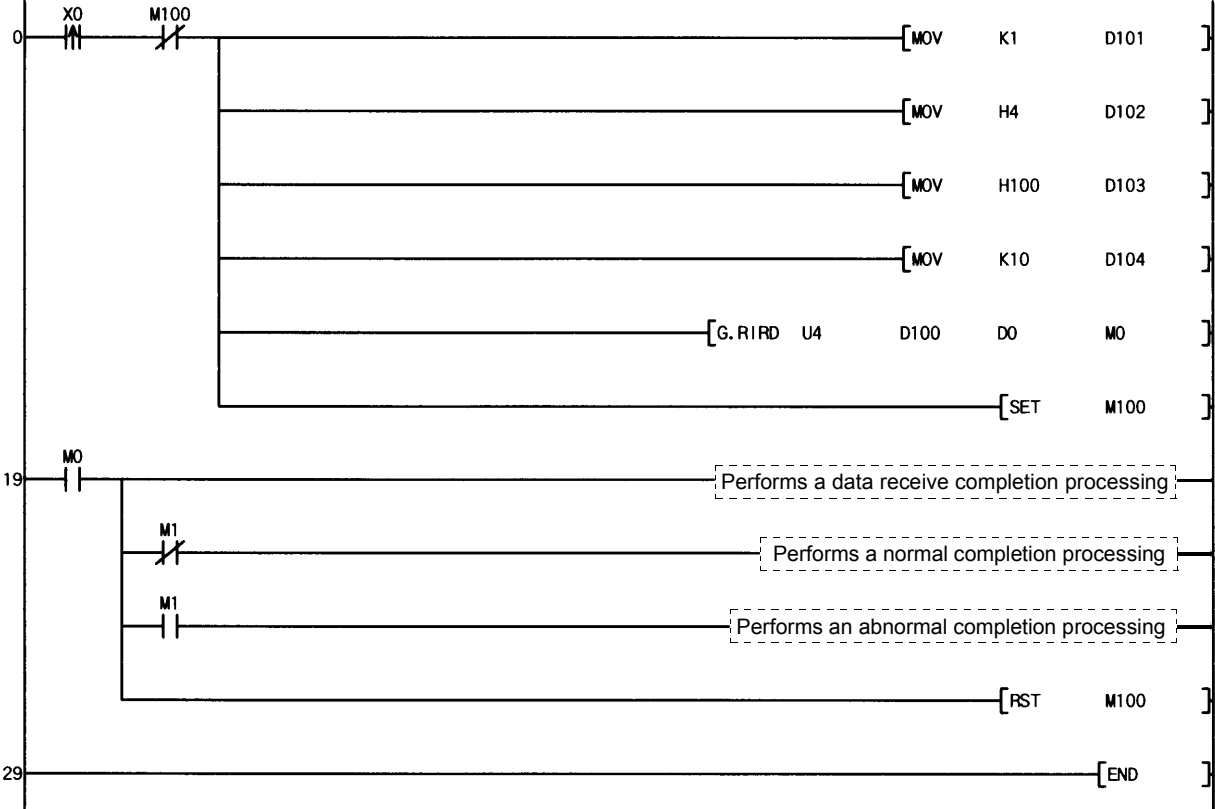 X0 M100
0 MOV K1 D101
MOV H4 D102
MOV H100 D103
MOV K10 D104
G.RIRD U4 D100 D0 M0
SET M100
M0
19 Performs a data receive completion processing
M1
Performs a normal completion processing
M1
Performs an abnormal completion processing
RST M100
29 END